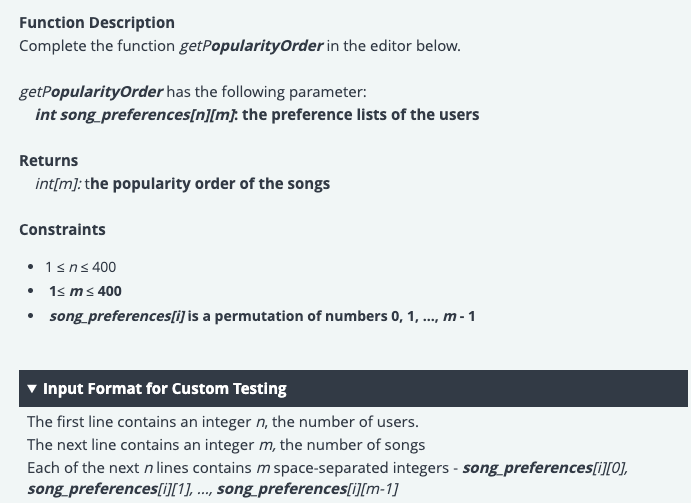 Function Description
Complete the function getPopularityOrder in the editor below.
getPopularityOrder has the following parameter:
int song_preferences[n][m]: the preference lists of the users
Returns
int[m]: the popularity order of the songs
Constraints
• 1 ≤ n ≤ 400
• 1≤ m ≤ 400
• song_preferences[i] is a permutation of numbers 0, 1, ..., m - 1
▼ Input Format for Custom Testing
The first line contains an integer n, the number of users.
The next line contains an integer m, the number of songs
Each of the next n lines contains m space-separated integers - song_preferences[i][0],
song_preferences[i][1], ..., song_preferences[i][m-1]